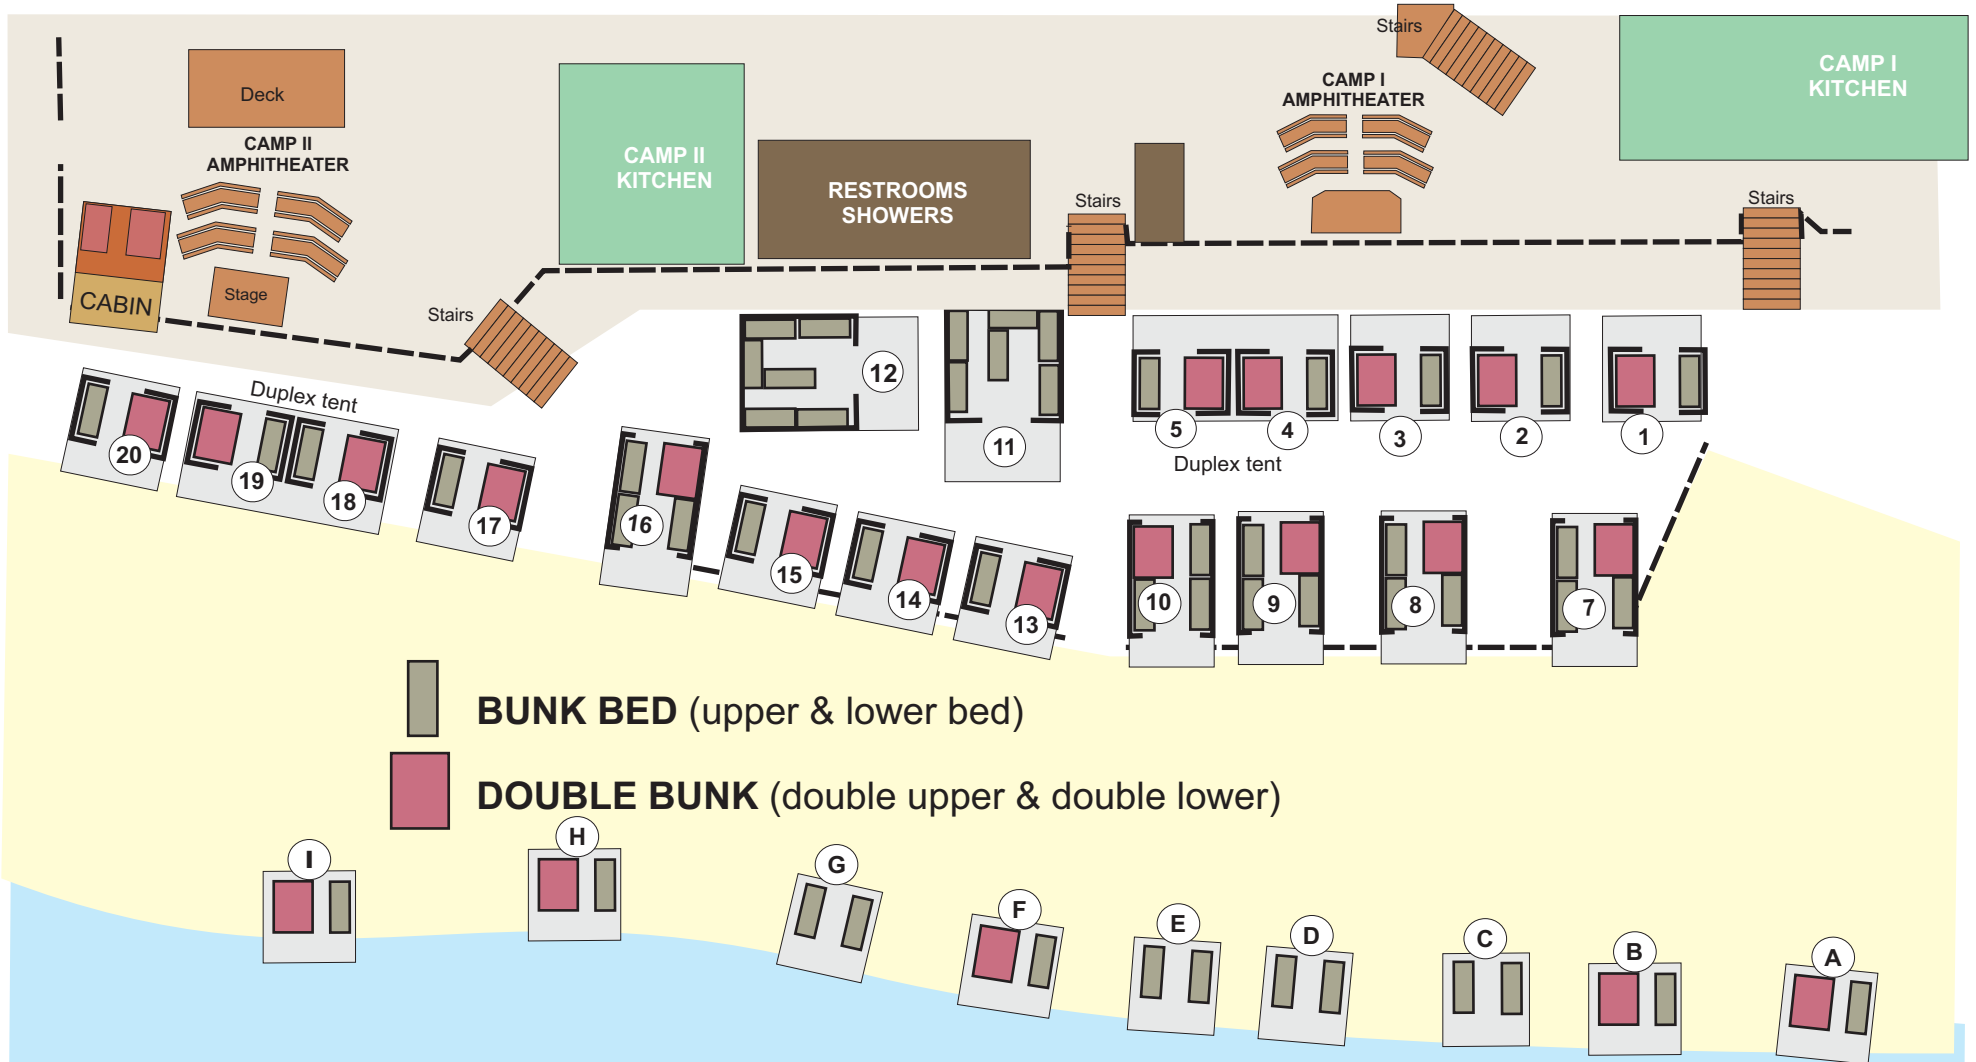 Stairs
CAMP I
KITCHEN
Deck
CAMP I
AMPHITHEATER
CAMP II
AMPHITHEATER
CAMP II
KITCHEN
RESTROOMS
SHOWERS
Stairs
Stairs
CABIN
Stage
Stairs
12
11
5
4
3
2
1
Duplex tent
Duplex tent
20
19
18
17
16
15
14
13
10
9
8
7
BUNK BED (upper & lower bed)
DOUBLE BUNK (double upper & double lower)
I
H
G
F
E
D
C
B
A